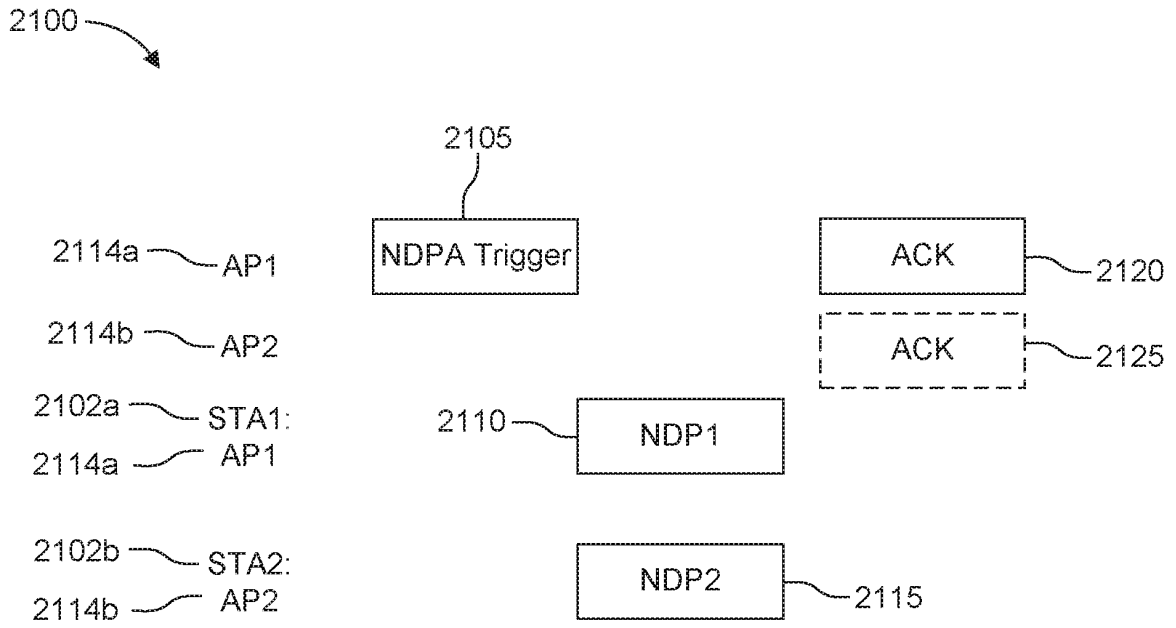 2100
2105
2114a AP1 NDPA Trigger ACK 2120
2114b AP2 ACK 2125
2102a STA1:
2114a AP1 2110 NDP1
2102b STA2:
2114b AP2 NDP2 2115